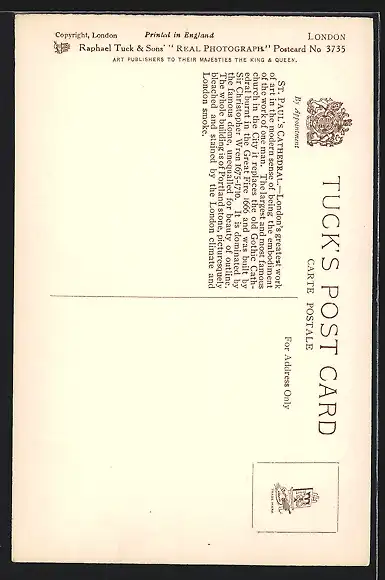 Copyright, London
Printed in England
LONDON
Raphael Tuck & Sons' "REAL PHOTOGRAPH" Postcard No 3735
ART PUBLISHERS TO THEIR MAJESTIES THE KING & QUEEN.
By Appointment
TUCK'S POST CARD
CARTE POSTALE
ST. PAUL'S CATHEDRAL.—London's greatest work
of art in the modern sense of being the embodiment
of the work of one man. The largest and most famous
church in the City it replaces the old Gothic Cath-
edral burnt in the Great Fire 1666 and was built by
Sir Christopher Wren 1675-1710. It is dominated by
the famous dome, unequalled for beauty of outline.
The whole building is of Portland stone, picturesquely
bleached and stained by the London climate and
London smoke.
For Address Only